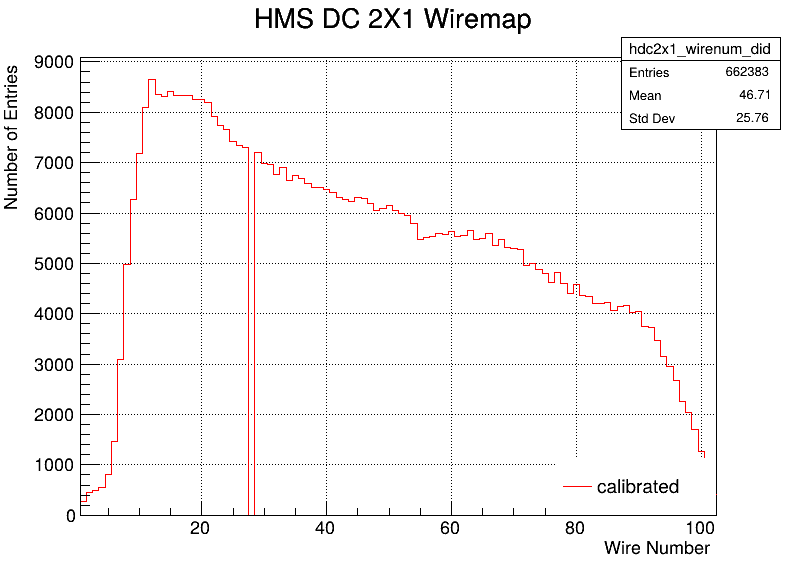 HMS DC 2X1 Wiremap
hdc2x1_wirenum_did
Entries 662383
Mean 46.71
Std Dev 25.76
Number of Entries
9000
8000
7000
6000
5000
4000
3000
2000
1000
0
calibrated
20 40 60 80 100
Wire Number